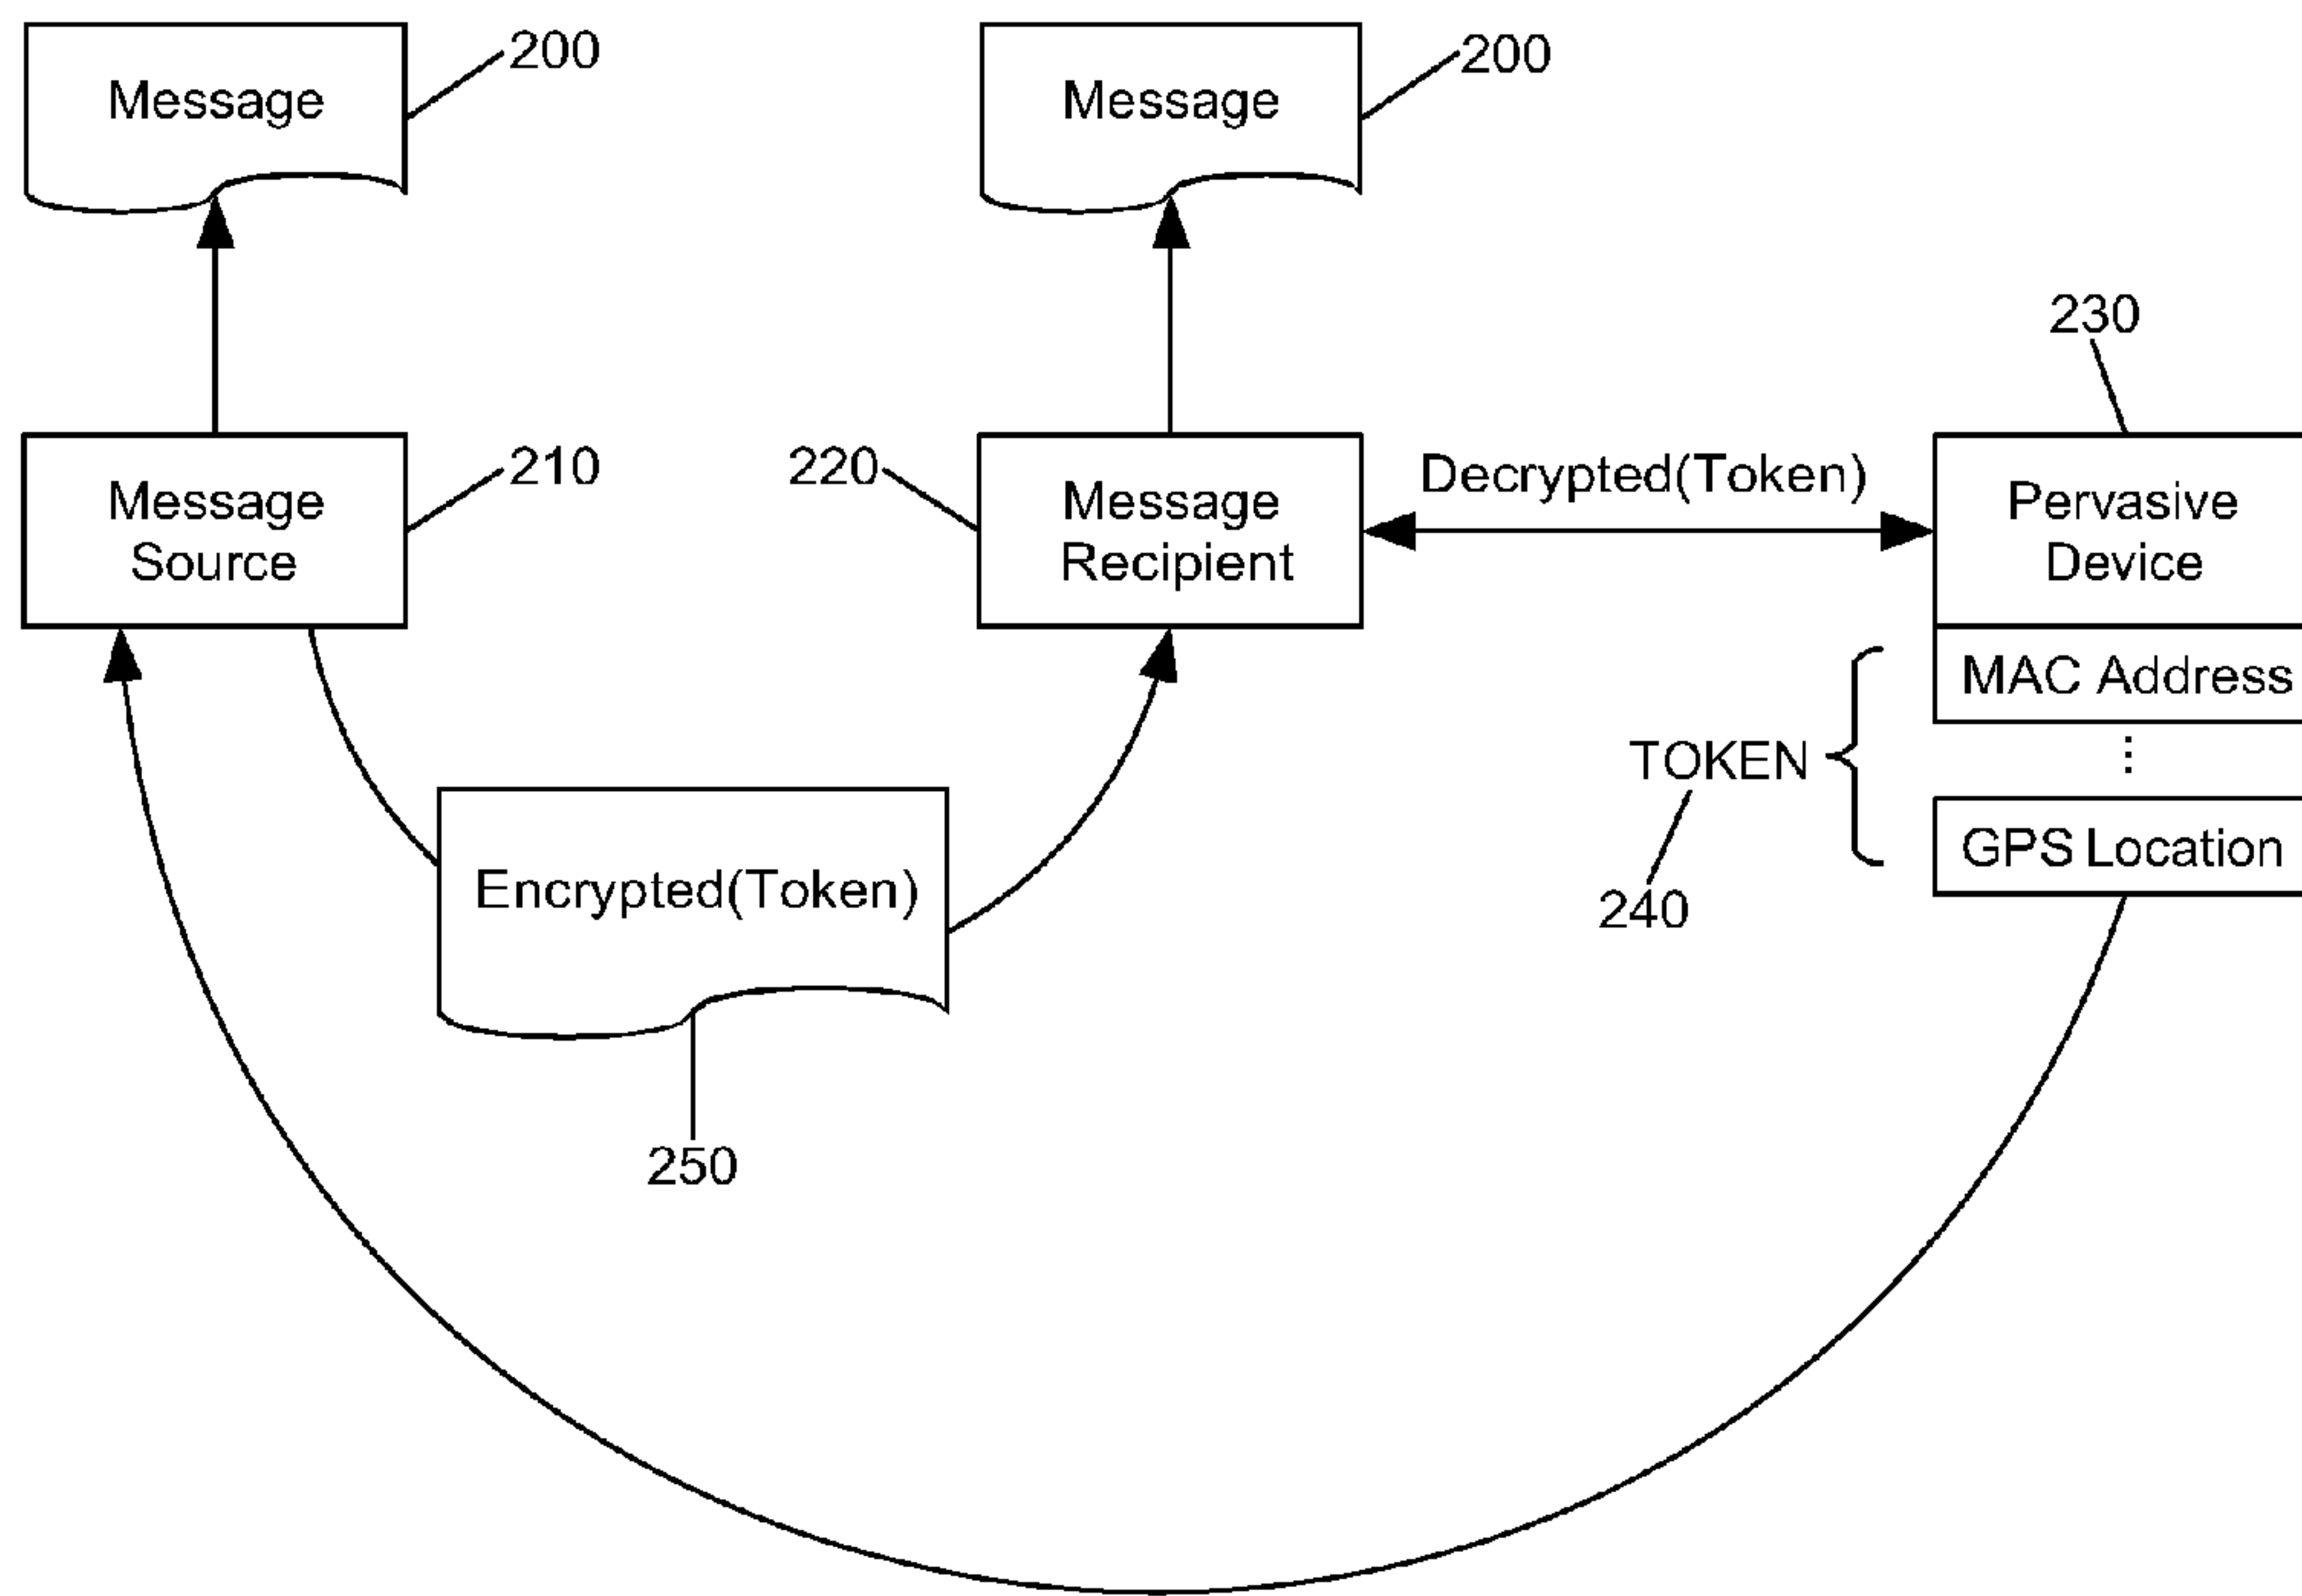 Message
200
Message
200
230
Message
Source
210
220
Message
Recipient
Decrypted(Token)
Pervasive
Device
MAC Address
TOKEN
⋮
GPS Location
240
Encrypted(Token)
250